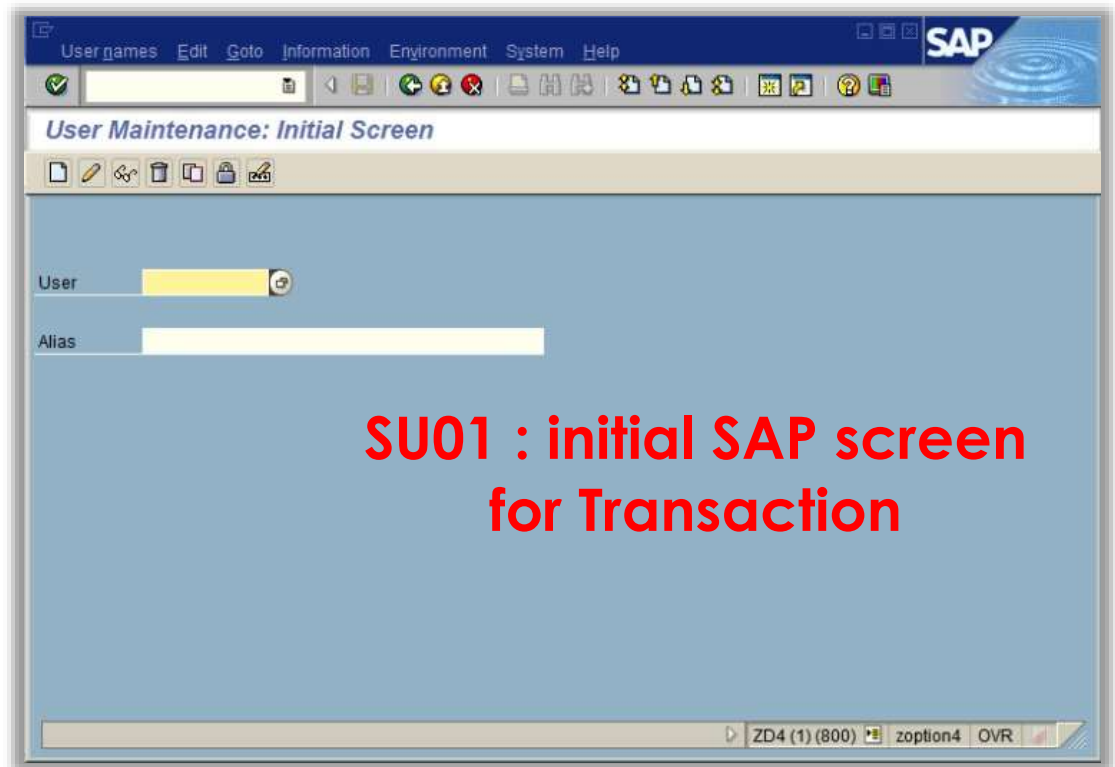 User names Edit Goto Information Environment System Help
SAP
User Maintenance: Initial Screen
User
Alias
SU01 : initial SAP screen
for Transaction
ZD4 (1) (800) zoption4 OVR